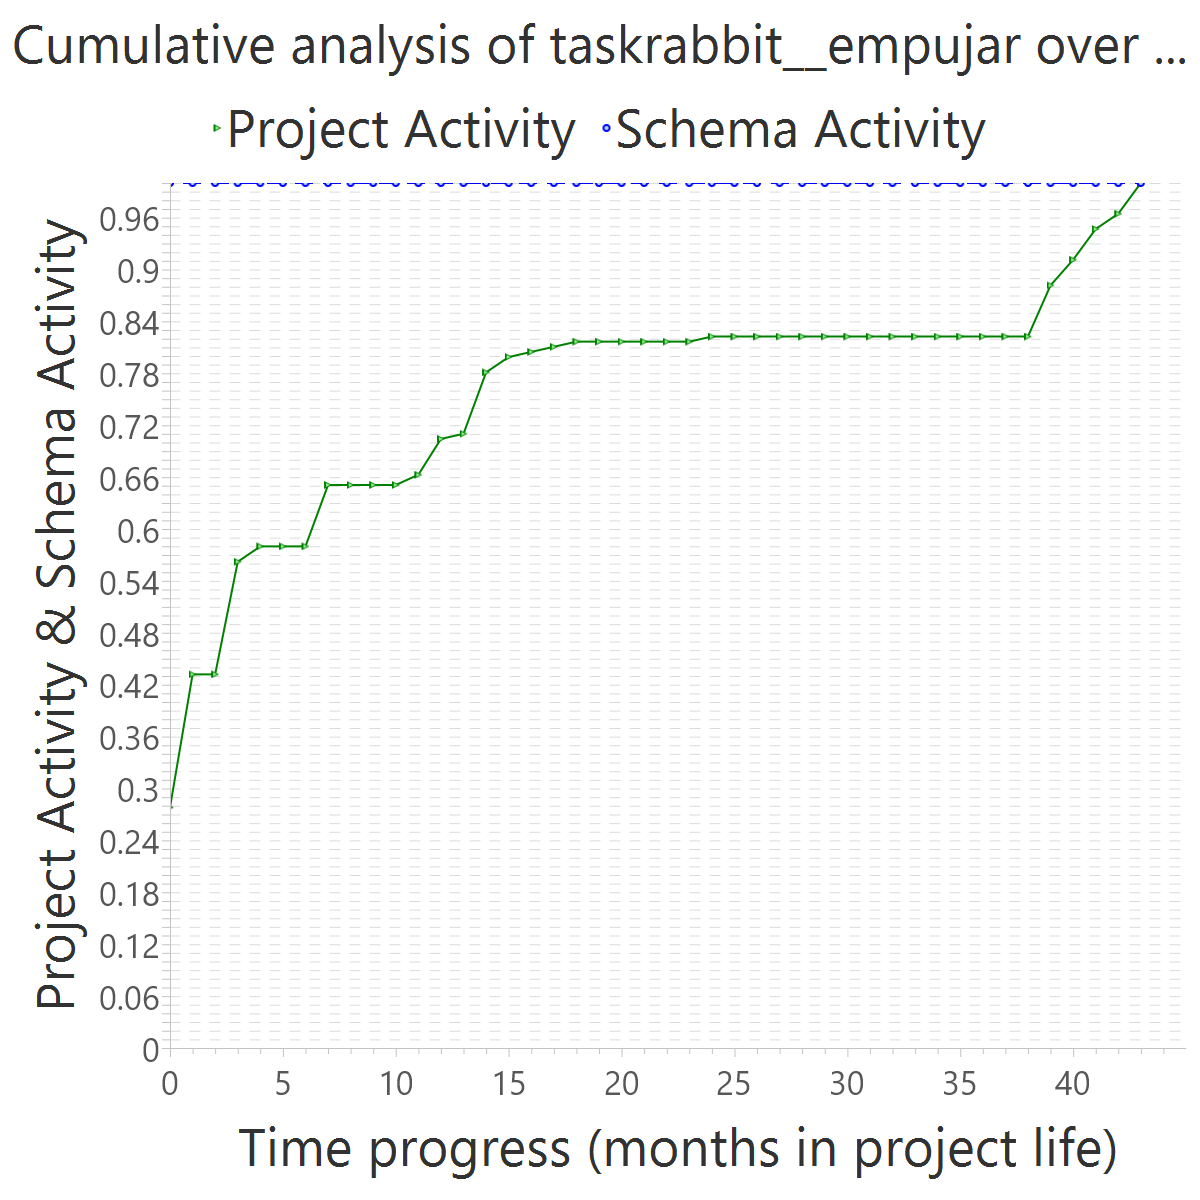 Cumulative analysis of taskrabbit__empujar over ...
Project Activity
Schema Activity
Project Activity & Schema Activity
0.96
0.9
0.84
0.78
0.72
0.66
0.6
0.54
0.48
0.42
0.36
0.3
0.24
0.18
0.12
0.06
0
0 5 10 15 20 25 30 35 40
Time progress (months in project life)